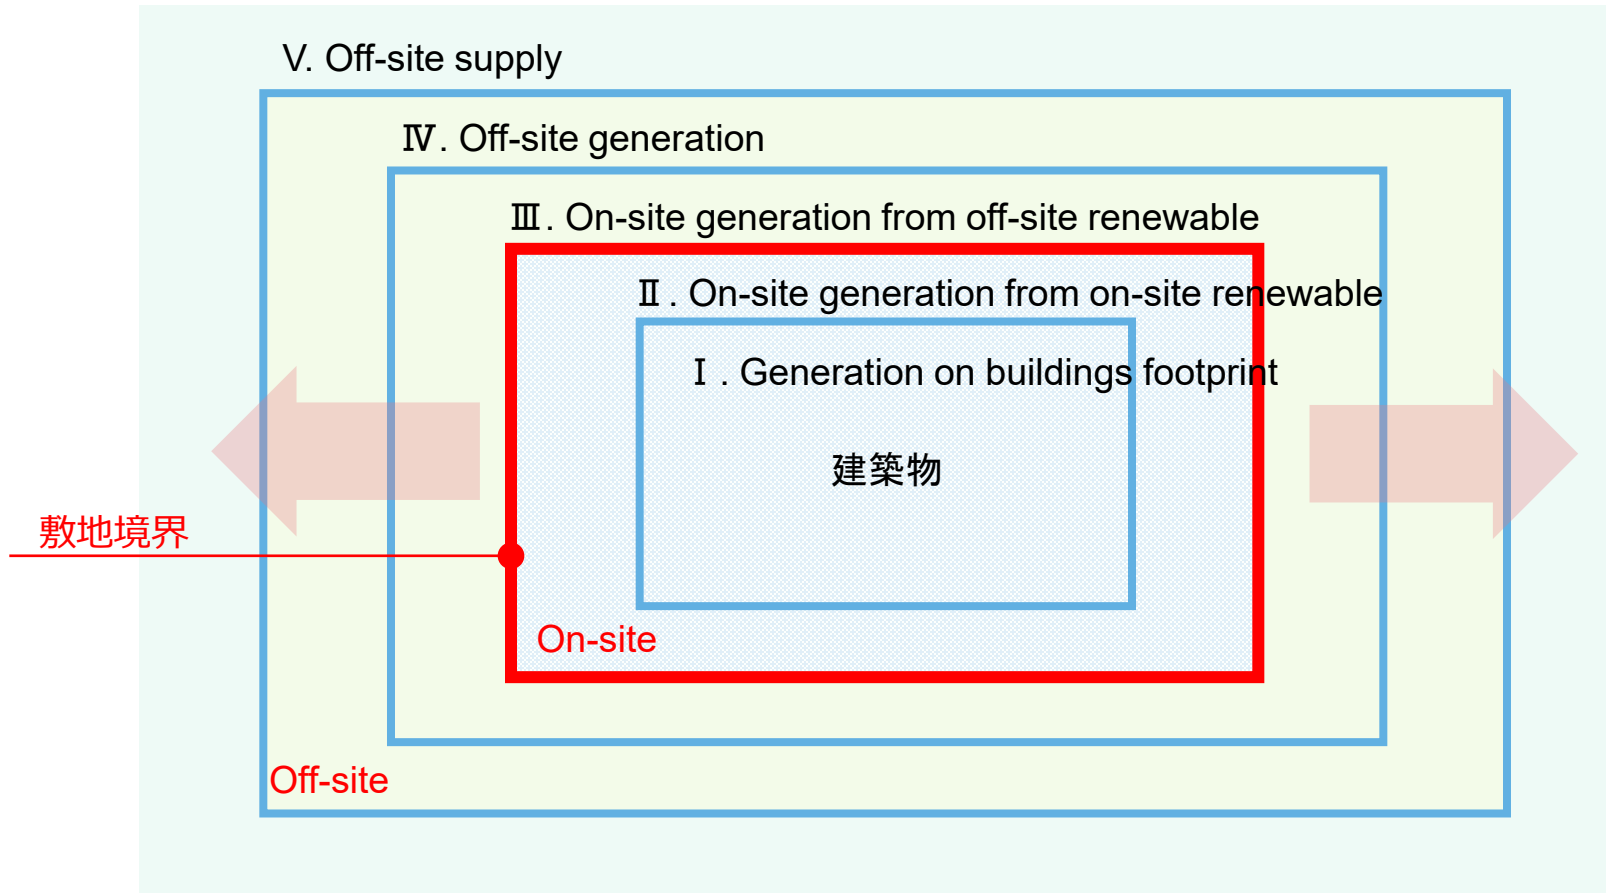 Ⅴ. Off-site supply
Ⅳ. Off-site generation
Ⅲ. On-site generation from off-site renewable
Ⅱ. On-site generation from on-site renewable
Ⅰ. Generation on buildings footprint
建築物
敷地境界
On-site
Off-site